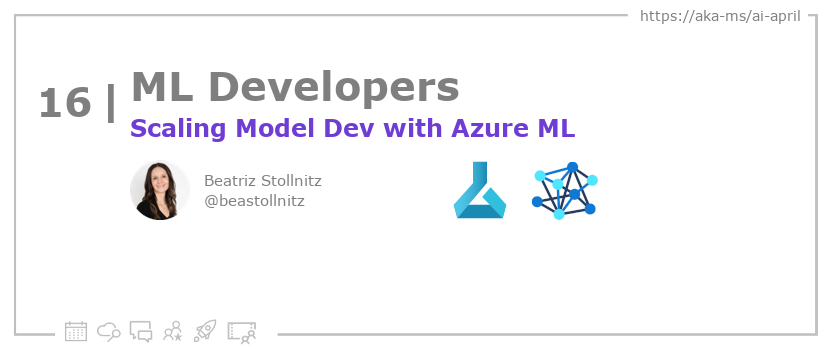 https://aka-ms/ai-april
16 | ML Developers
Scaling Model Dev with Azure ML
Beatriz Stollnitz
@beastollnitz